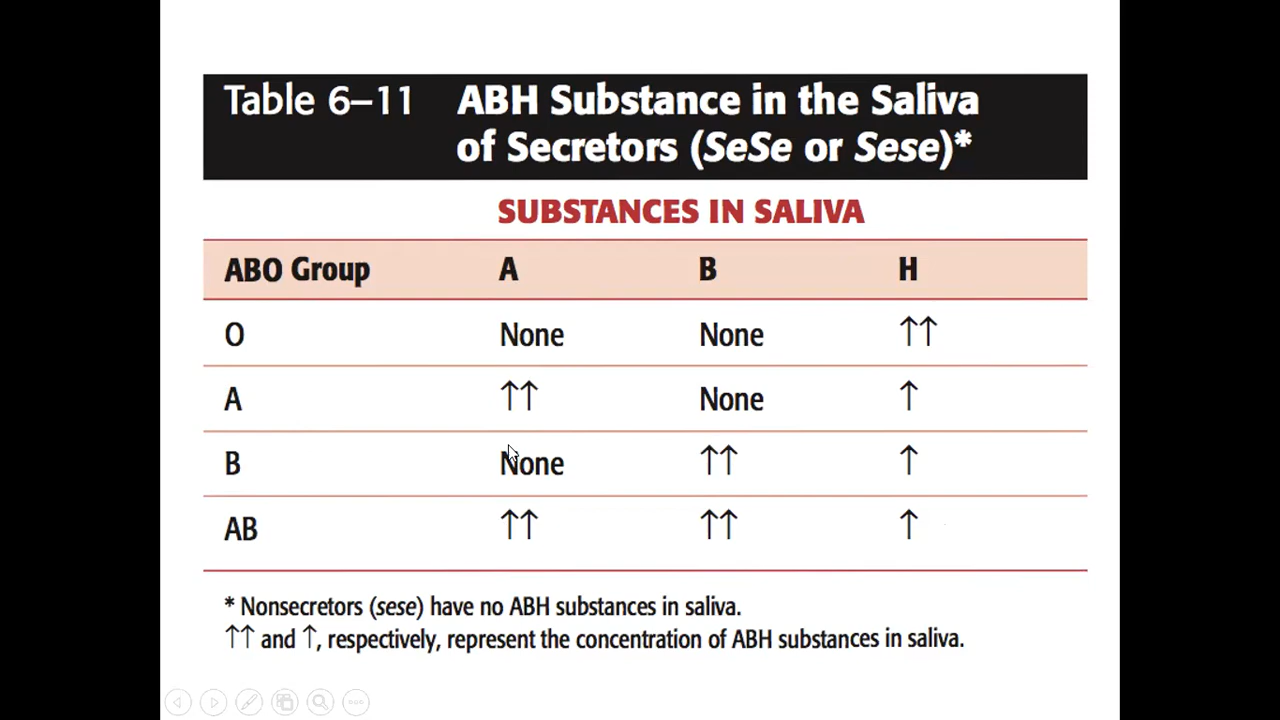 Table 6–11 ABH Substance in the Saliva
of Secretors (SeSe or Sese)*
SUBSTANCES IN SALIVA
ABO Group A B H
O None None ↑↑
A ↑↑ None ↑
B None ↑↑ ↑
AB ↑↑ ↑↑ ↑
* Nonsecretors (sese) have no ABH substances in saliva.
↑↑ and ↑, respectively, represent the concentration of ABH substances in saliva.